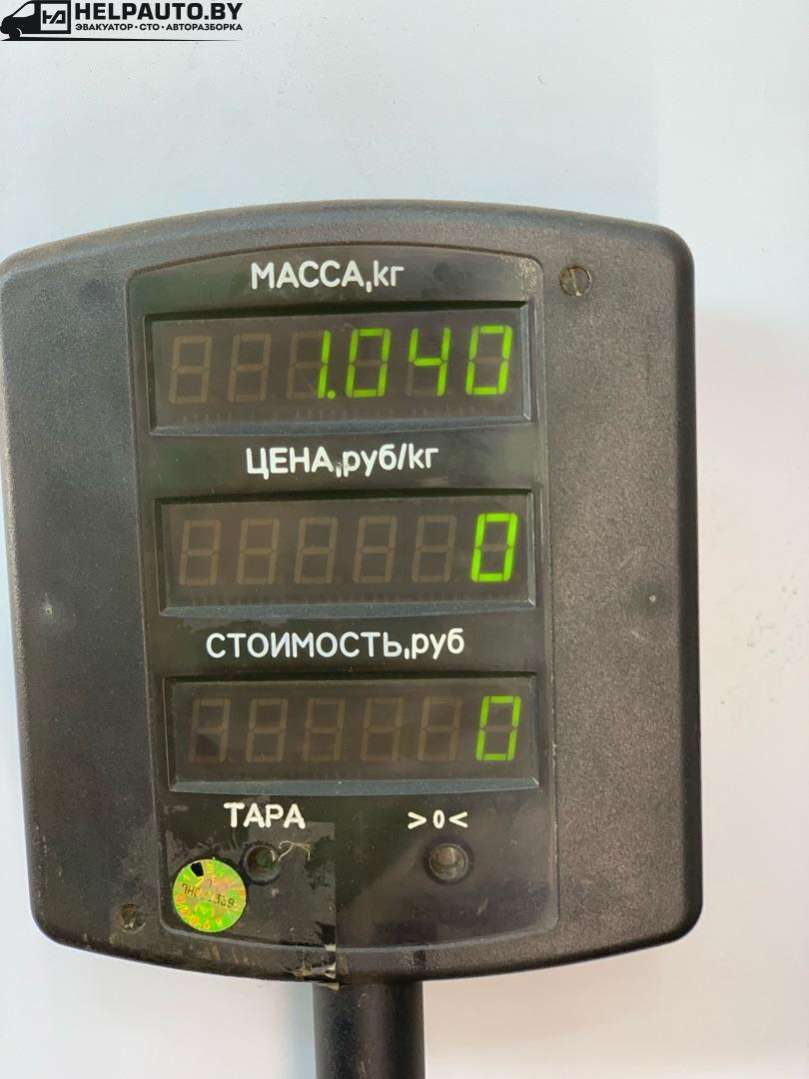 HELPAUTO.BY
ЭВАКУАТОР•СТО•АВТОРАЗБОРКА
МАССА,кг
1.040
ЦЕНА,руб/кг
0
СТОИМОСТЬ,руб
0
ТАРА >0<